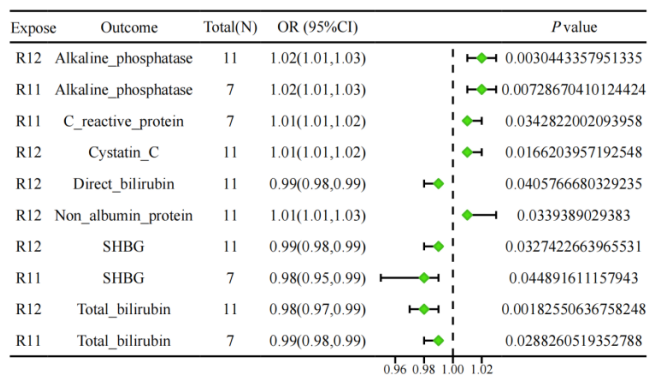 Expose Outcome Total(N) OR (95%CI) P value
R12 Alkaline_phosphatase 11 1.02(1.01,1.03) 0.0030443357951335
R11 Alkaline_phosphatase 7 1.02(1.01,1.03) 0.00728670410124424
R11 C_reactive_protein 7 1.01(1.01,1.02) 0.0342822002093958
R12 Cystatin_C 11 1.01(1.01,1.02) 0.0166203957192548
R12 Direct_bilirubin 11 0.99(0.98,0.99) 0.0405766680329235
R12 Non_albumin_protein 11 1.01(1.01,1.03) 0.0339389029383
R12 SHBG 11 0.99(0.98,0.99) 0.0327422663965531
R11 SHBG 7 0.98(0.95,0.99) 0.044891611157943
R12 Total_bilirubin 11 0.98(0.97,0.99) 0.00182550636758248
R11 Total_bilirubin 7 0.99(0.98,0.99) 0.0288260519352788
0.96 0.98 1.00 1.02